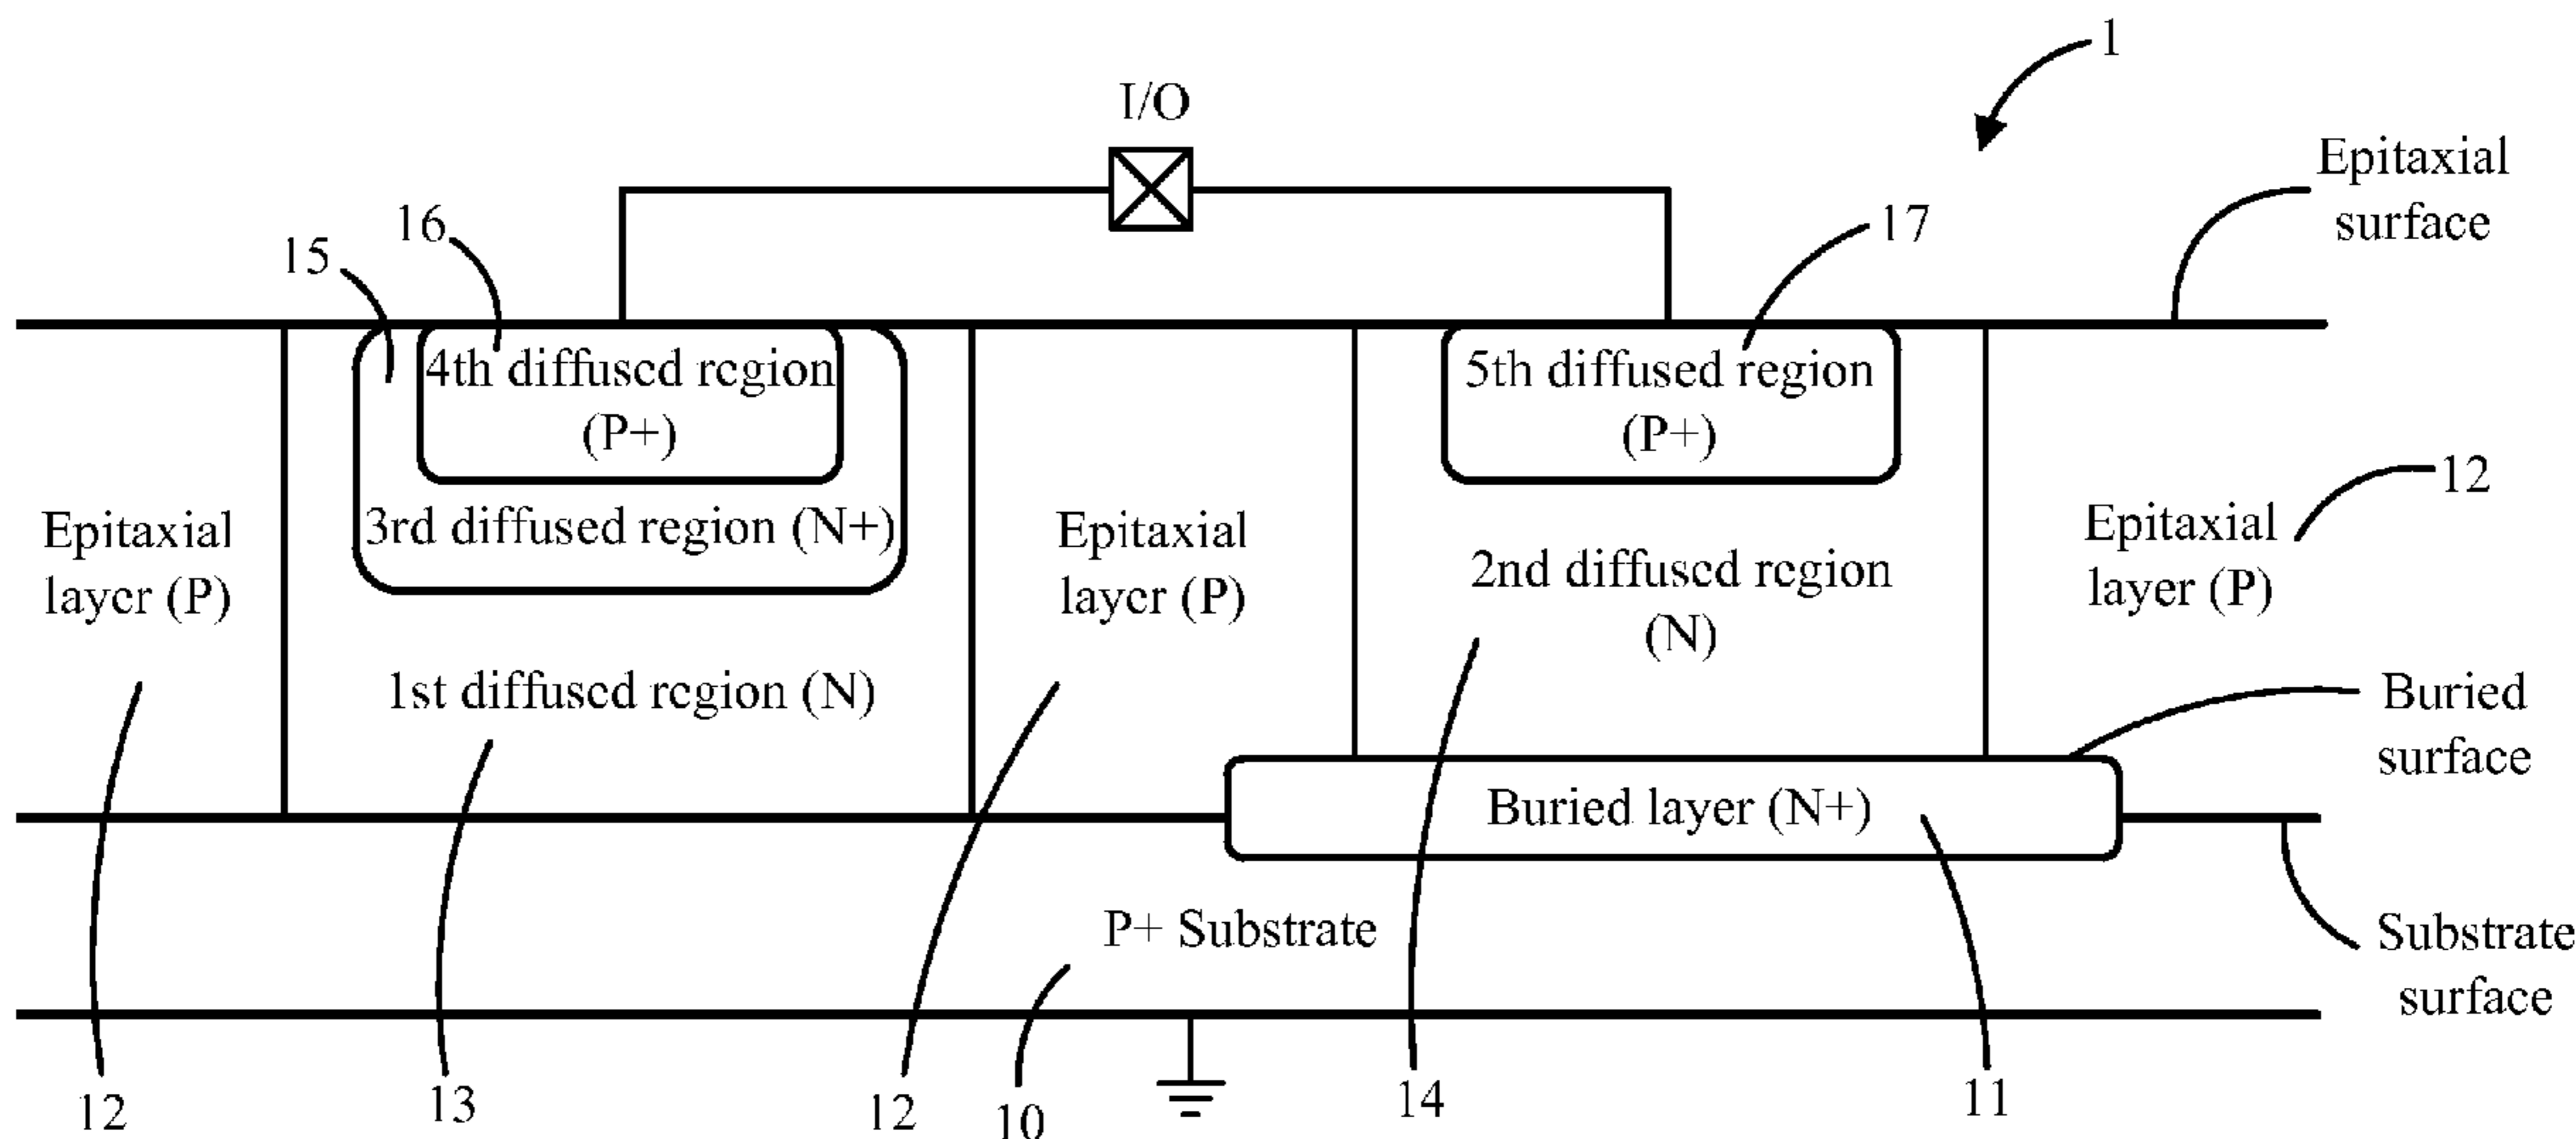 1
I/O
Epitaxial
surface
16
17
15
4th diffused region
(P+)
5th diffused region
(P+)
12
Epitaxial
layer (P)
3rd diffused region (N+)
Epitaxial
layer (P)
2nd diffused region
(N)
Epitaxial
layer (P)
1st diffused region (N)
Buried
surface
Buried layer (N+)
P+ Substrate
Substrate
surface
12
13
12
10
14
11